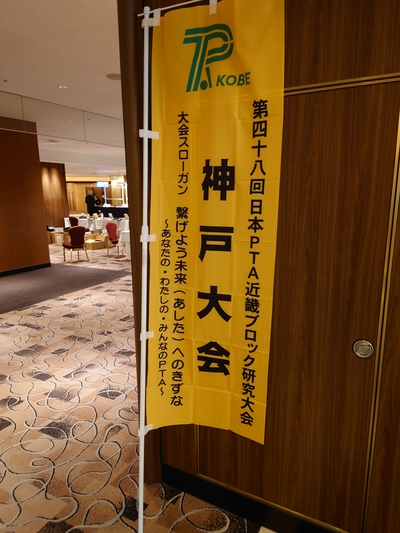 PTA KOBE
第四十八回日本PTA近畿ブロック研究大会
神戸大会
大会スローガン 繋げよう未来（あした）へのきずな
～あなたの・わたしの・みんなのPTA～